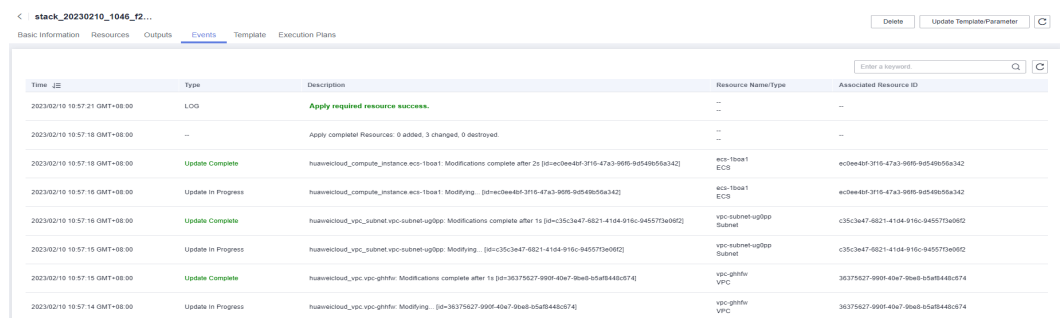 < stack_20230210_1046_f2...
Delete
Update Template/Parameter
Basic Information Resources Outputs Events Template Execution Plans
Enter a keyword.
Time Type Description Resource Name/Type Associated Resource ID
2023/02/10 10:57:21 GMT+08:00 LOG Apply required resource success. -- --
--
2023/02/10 10:57:18 GMT+08:00 -- Apply complete! Resources: 0 added, 3 changed, 0 destroyed. -- --
--
2023/02/10 10:57:18 GMT+08:00 Update Complete huaweicloud_compute_instance.ecs-1boa1: Modifications complete after 2s [id=ec0ee4bf-3f16-47a3-96f6-9d549b56a342] ecs-1boa1 ec0ee4bf-3f16-47a3-96f6-9d549b56a342
ECS
2023/02/10 10:57:16 GMT+08:00 Update In Progress huaweicloud_compute_instance.ecs-1boa1: Modifying... [id=ec0ee4bf-3f16-47a3-96f6-9d549b56a342] ecs-1boa1 ec0ee4bf-3f16-47a3-96f6-9d549b56a342
ECS
2023/02/10 10:57:16 GMT+08:00 Update Complete huaweicloud_vpc_subnet.vpc-subnet-ug0pp: Modifications complete after 1s [id=c35c3e47-6821-41d4-916c-94557f3e06f2] vpc-subnet-ug0pp c35c3e47-6821-41d4-916c-94557f3e06f2
Subnet
2023/02/10 10:57:15 GMT+08:00 Update In Progress huaweicloud_vpc_subnet.vpc-subnet-ug0pp: Modifying... [id=c35c3e47-6821-41d4-916c-94557f3e06f2] vpc-subnet-ug0pp c35c3e47-6821-41d4-916c-94557f3e06f2
Subnet
2023/02/10 10:57:15 GMT+08:00 Update Complete huaweicloud_vpc.vpc-ghhfw: Modifications complete after 1s [id=36375627-990f-40e7-9be8-b5af8448c674] vpc-ghhfw 36375627-990f-40e7-9be8-b5af8448c674
VPC
2023/02/10 10:57:14 GMT+08:00 Update In Progress huaweicloud_vpc.vpc-ghhfw: Modifying... [id=36375627-990f-40e7-9be8-b5af8448c674] vpc-ghhfw 36375627-990f-40e7-9be8-b5af8448c674
VPC